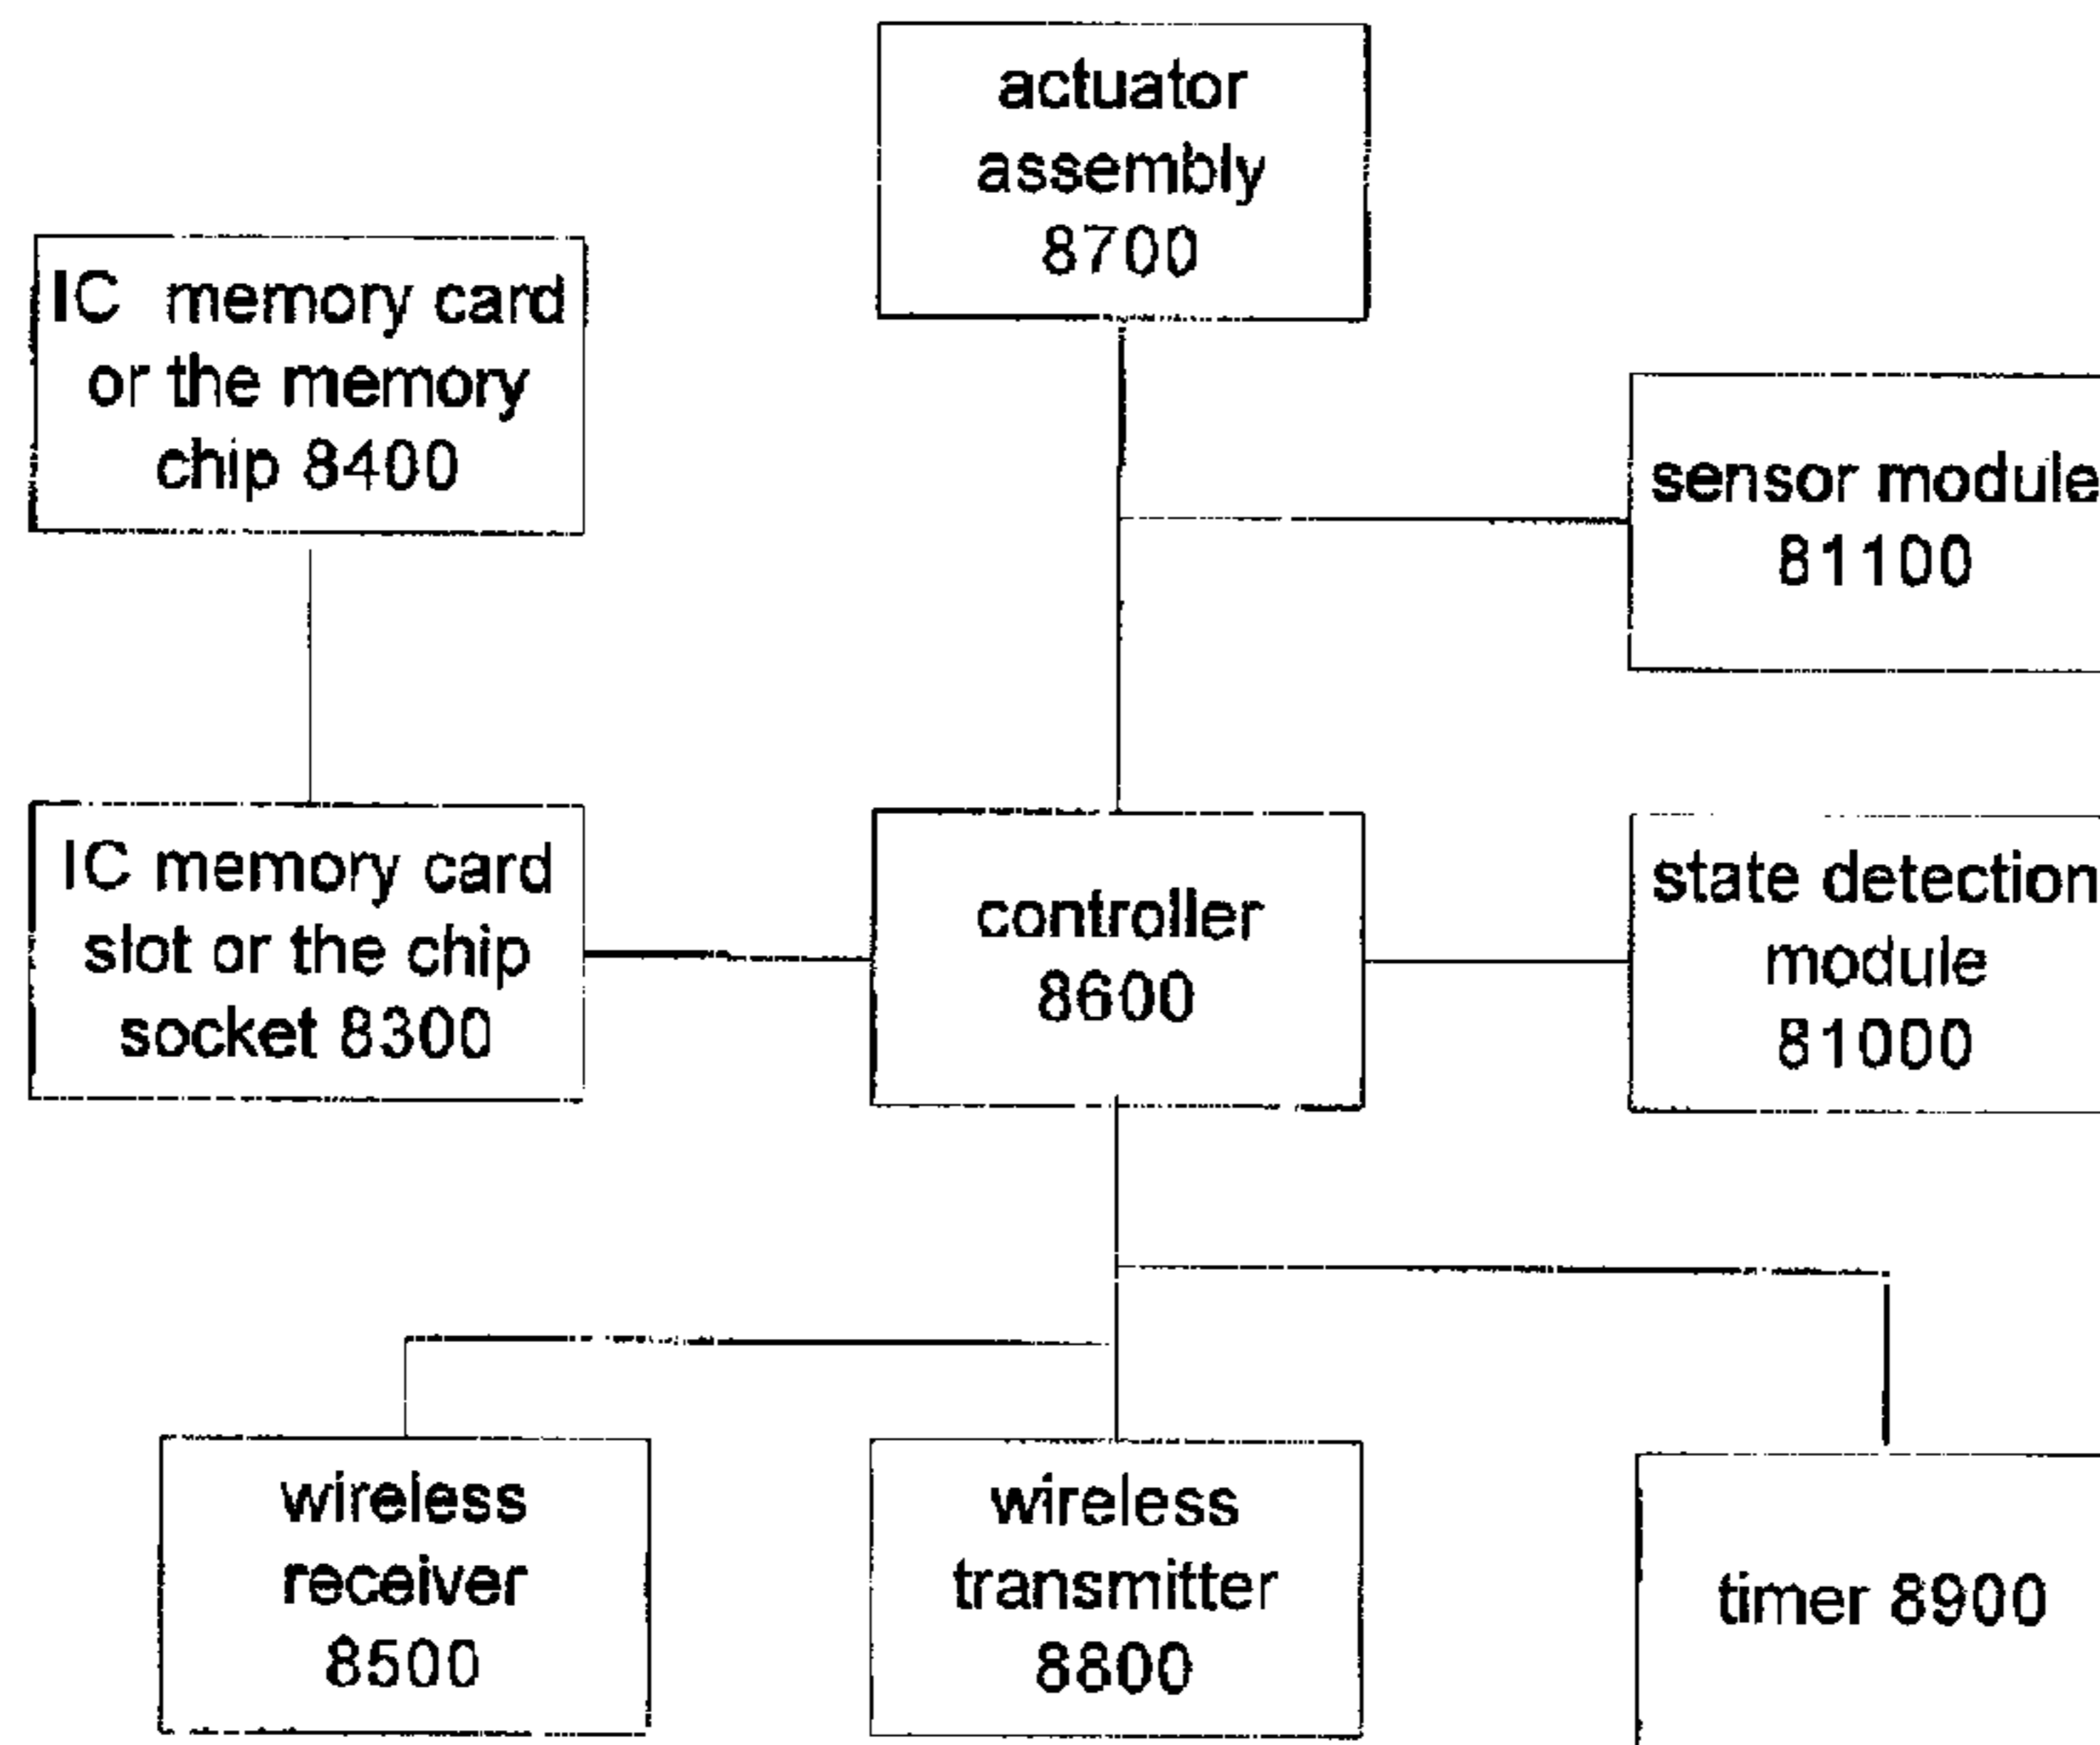 actuator
assembly
8700
IC memory card
or the memory
chip 8400
sensor module
81100
IC memory card
slot or the chip
socket 8300
controller
8600
state detection
module
81000
wireless
receiver
8500
wireless
transmitter
8800
timer 8900